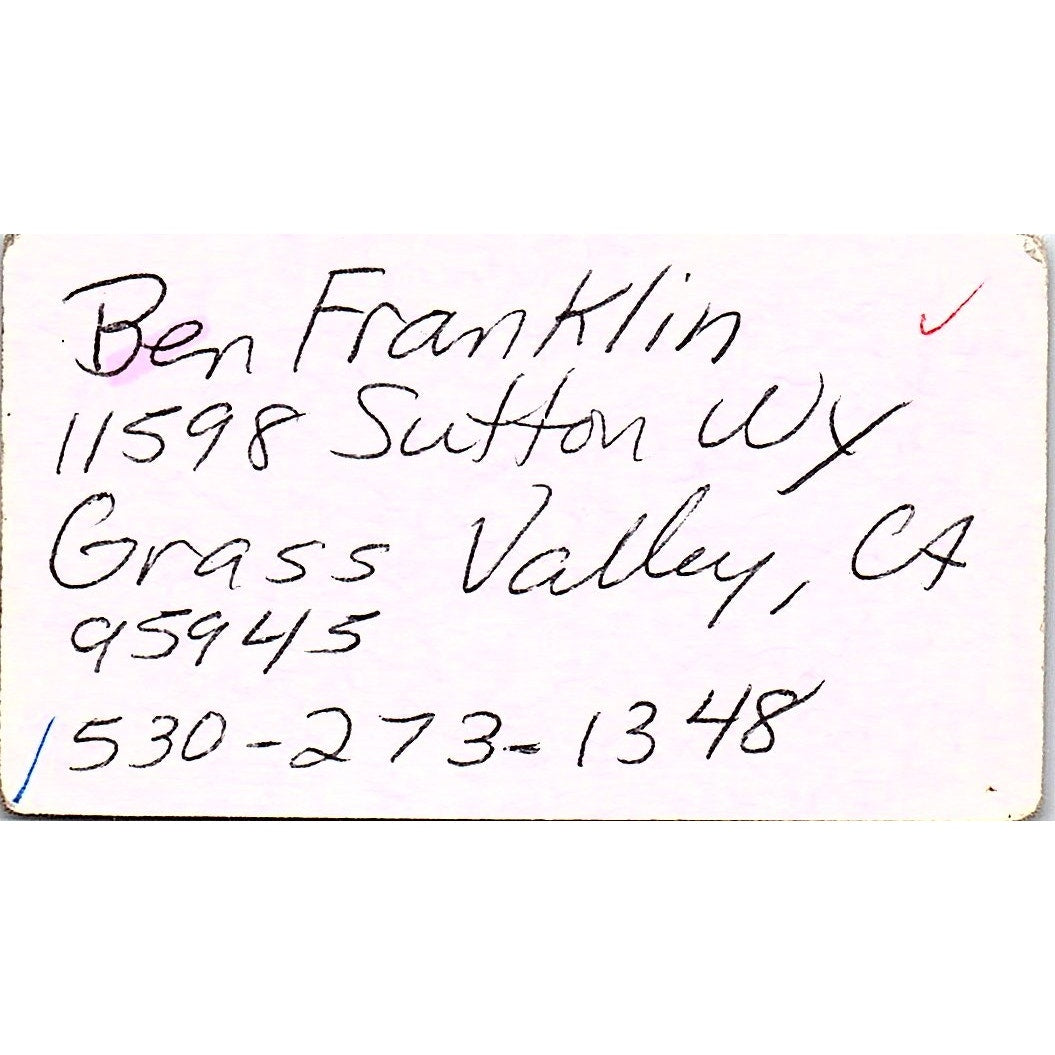 Ben Franklin
11598 Sutton Wy
Grass Valley, CA
95945
530-273-1348